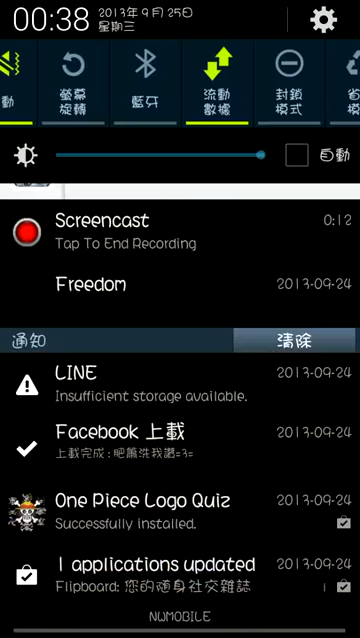 00:38
2013年 9月 25日
星期三
動
螢幕
旋轉
藍牙
流動
數據
封鎖
模式
省
模
自動
Screencast
0:12
Tap To End Recording
Freedom
2013-09-24
通知
清除
LINE
2013-09-24
Insufficient storage available.
Facebook 上載
2013-09-24
上載完成 : 肥簫洗我讚=3=
One Piece Logo Quiz
2013-09-24
Successfully installed.
1 applications updated
2013-09-24
Flipboard: 您的隨身社交雜誌
1
NWMOBILE